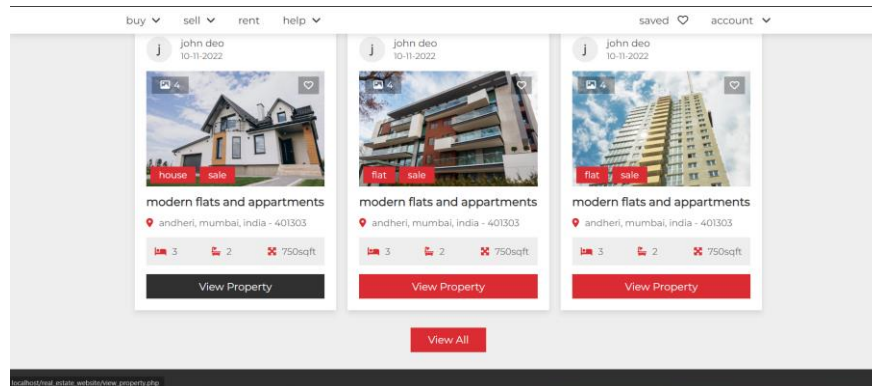 buy sell rent help saved account
j john deo j john deo j john deo
10-11-2022 10-11-2022 10-11-2022
4 4 4
house sale flat sale flat sale
modern flats and appartments modern flats and appartments modern flats and appartments
andheri, mumbai, india - 401303 andheri, mumbai, india - 401303 andheri, mumbai, india - 401303
3 2 750sqft 3 2 750sqft 3 2 750sqft
View Property View Property View Property
View All
localhost/real_estate_website/view_property.php